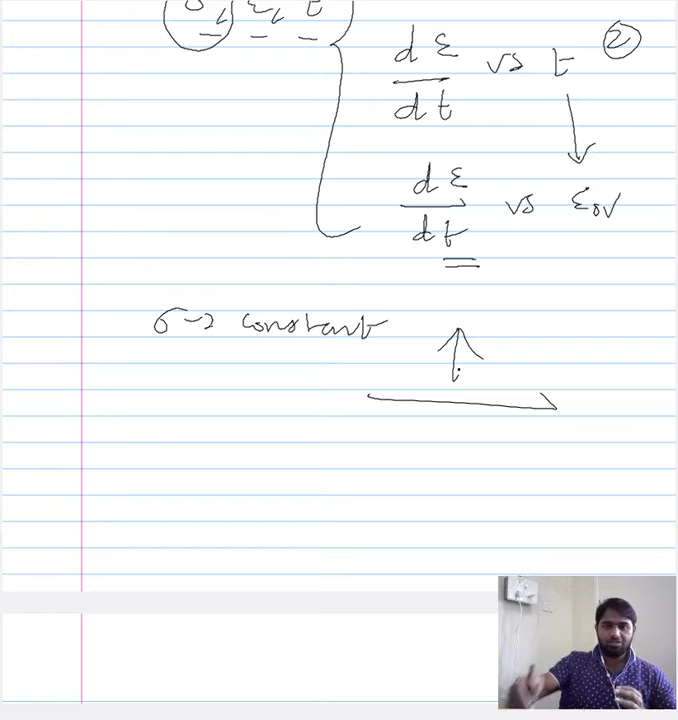 σ, ε, t
dε/dt vs t ②
dε/dt vs ε_ov
σ → constant